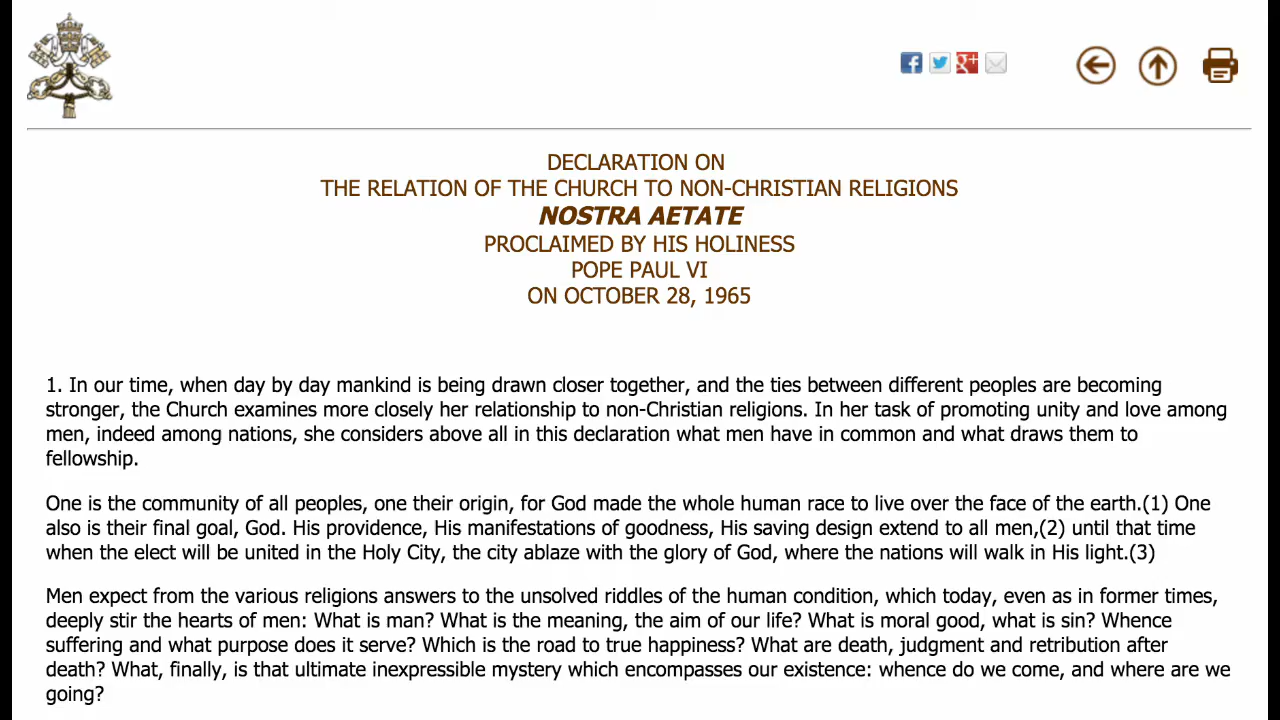 DECLARATION ON
THE RELATION OF THE CHURCH TO NON-CHRISTIAN RELIGIONS
NOSTRA AETATE
PROCLAIMED BY HIS HOLINESS
POPE PAUL VI
ON OCTOBER 28, 1965
1. In our time, when day by day mankind is being drawn closer together, and the ties between different peoples are becoming
stronger, the Church examines more closely her relationship to non-Christian religions. In her task of promoting unity and love among
men, indeed among nations, she considers above all in this declaration what men have in common and what draws them to
fellowship.
One is the community of all peoples, one their origin, for God made the whole human race to live over the face of the earth.(1) One
also is their final goal, God. His providence, His manifestations of goodness, His saving design extend to all men,(2) until that time
when the elect will be united in the Holy City, the city ablaze with the glory of God, where the nations will walk in His light.(3)
Men expect from the various religions answers to the unsolved riddles of the human condition, which today, even as in former times,
deeply stir the hearts of men: What is man? What is the meaning, the aim of our life? What is moral good, what is sin? Whence
suffering and what purpose does it serve? Which is the road to true happiness? What are death, judgment and retribution after
death? What, finally, is that ultimate inexpressible mystery which encompasses our existence: whence do we come, and where are we
going?